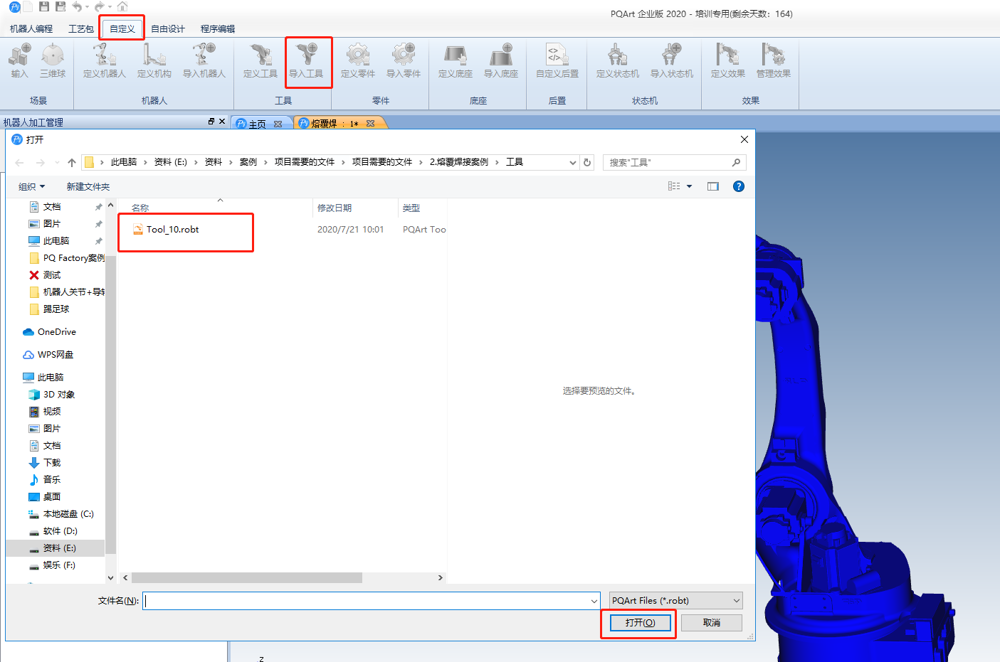 PQArt 企业版 2020 - 培训专用(剩余天数：164)
机器人编程 工艺包 自定义 自由设计 程序编辑
输入 三维球 定义机器人 定义机构 导入机器人 定义工具 导入工具 定义零件 导入零件 定义底座 导入底座 自定义后置 定义状态机 导入状态机 定义效果 管理效果
场景 机器人 工具 零件 底座 后置 状态机 效果
机器人加工管理 主页 熔覆焊 : 1*
打开
此电脑 > 资料 (E:) > 资料 > 案例 > 项目需要的文件 > 项目需要的文件 > 2.熔覆焊接案例 > 工具
搜索"工具"
组织 新建文件夹
名称 修改日期 类型
Tool_10.robt 2020/7/21 10:01 PQArt Too
文档
图片
此电脑
PQ Factory案例
测试
机器人关节+导轨
踢足球
OneDrive
WPS网盘
此电脑
3D 对象
视频
图片
文档
下载
音乐
桌面
本地磁盘 (C:)
软件 (D:)
资料 (E:)
娱乐 (F:)
选择要预览的文件。
文件名(N): PQArt Files (*.robt)
打开(O) 取消
z